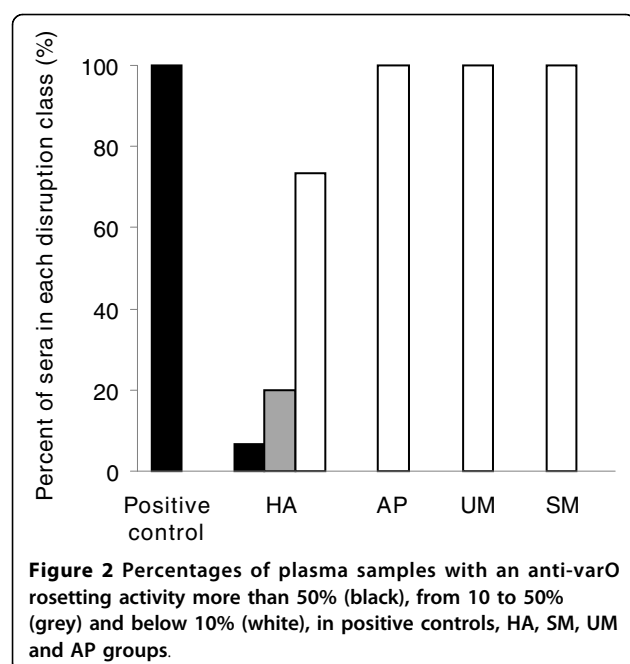 Percent of sera in each disruption class (%)
100
80
60
40
20
0
Positive control
HA
AP
UM
SM
Figure 2 Percentages of plasma samples with an anti-varO
rosetting activity more than 50% (black), from 10 to 50%
(grey) and below 10% (white), in positive controls, HA, SM, UM
and AP groups.